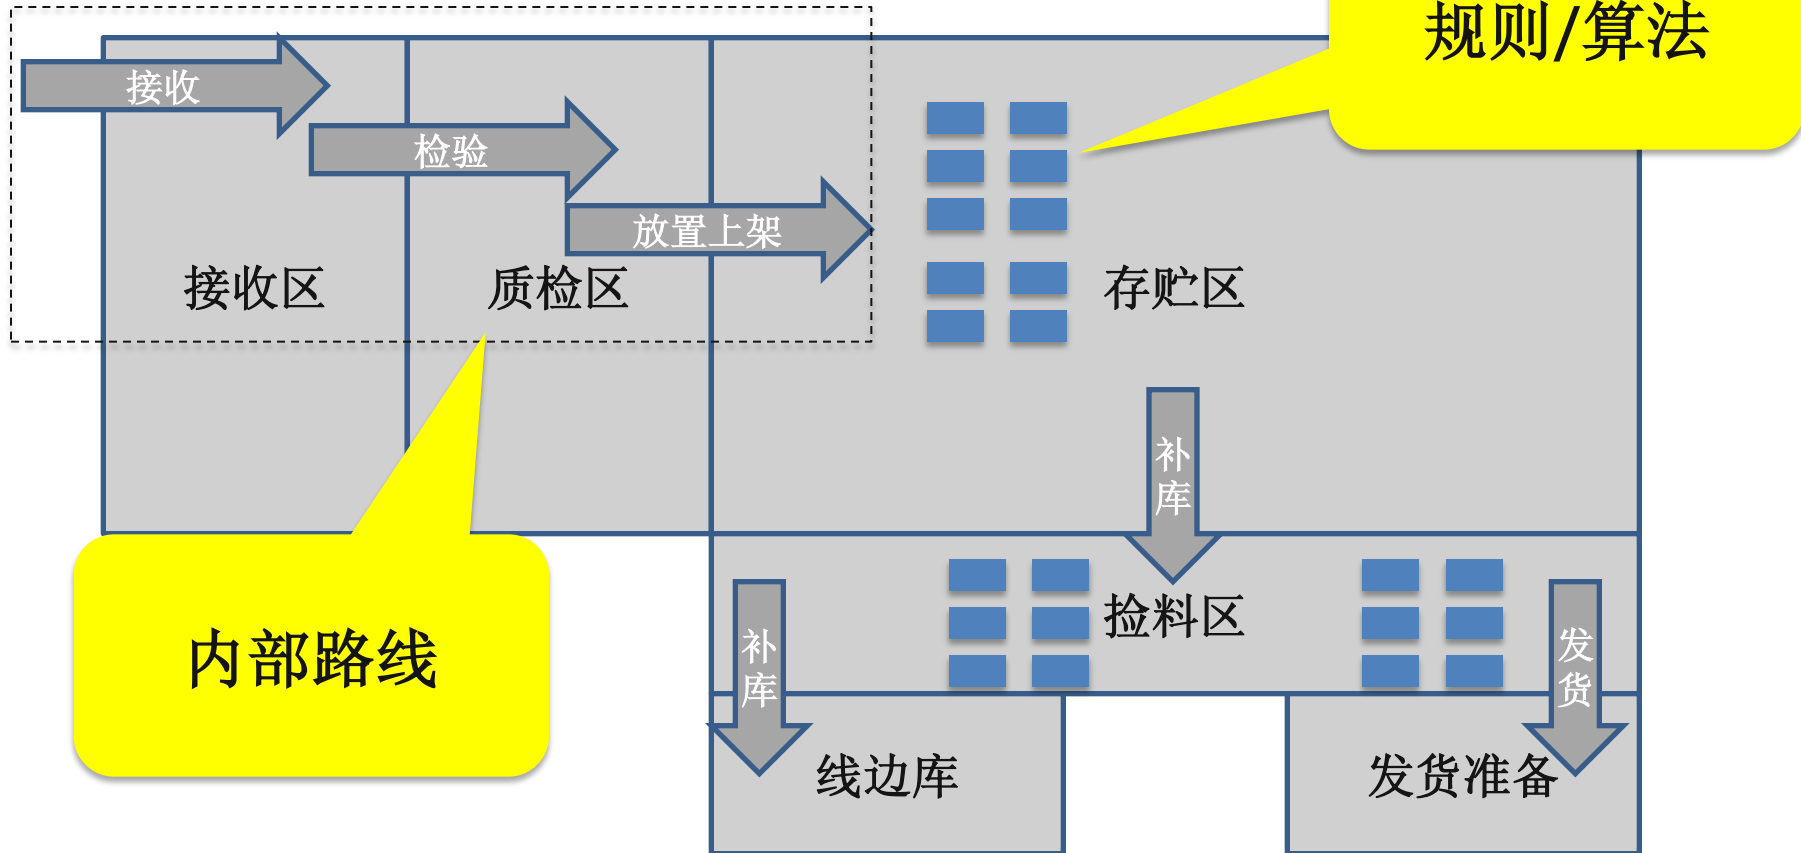 规则/算法
接收
检验
放置上架
接收区
质检区
存贮区
补
库
内部路线
捡料区
补
库
发
货
线边库
发货准备